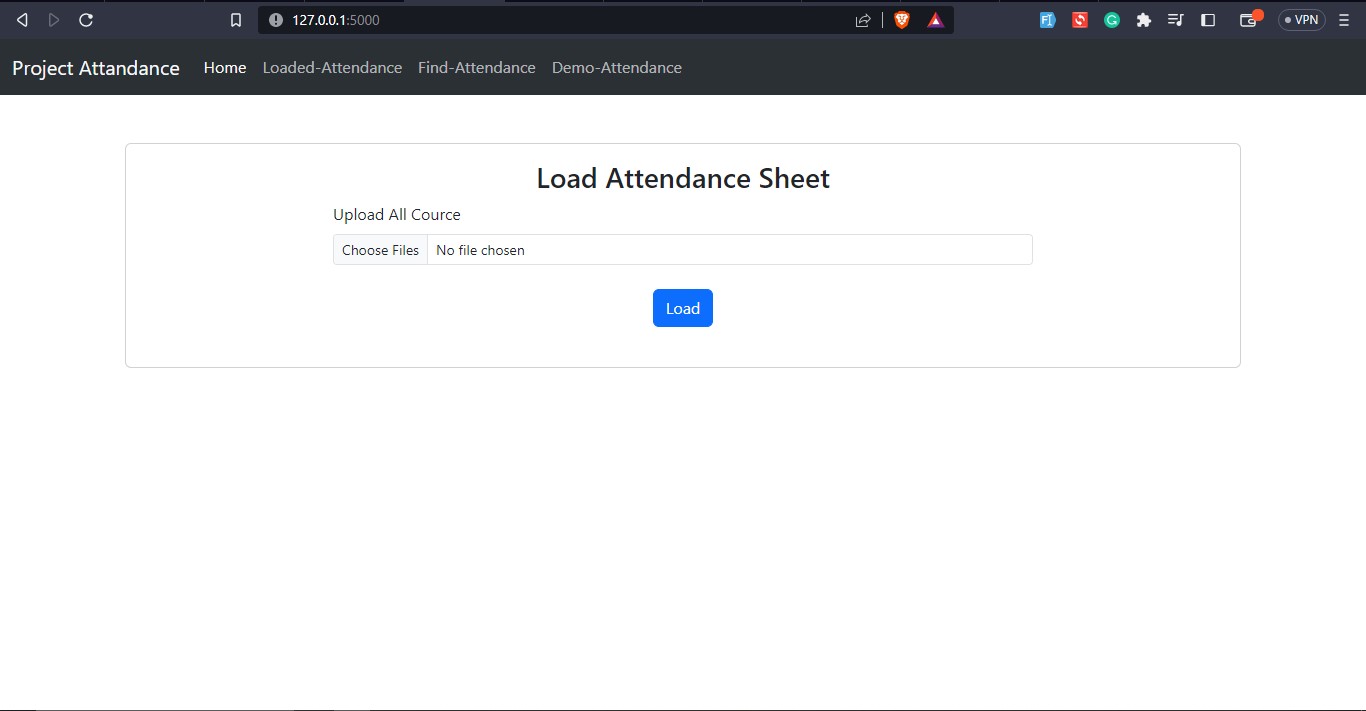 127.0.0.1:5000
VPN
Project Attandance Home Loaded-Attendance Find-Attendance Demo-Attendance
Load Attendance Sheet
Upload All Cource
Choose Files No file chosen
Load